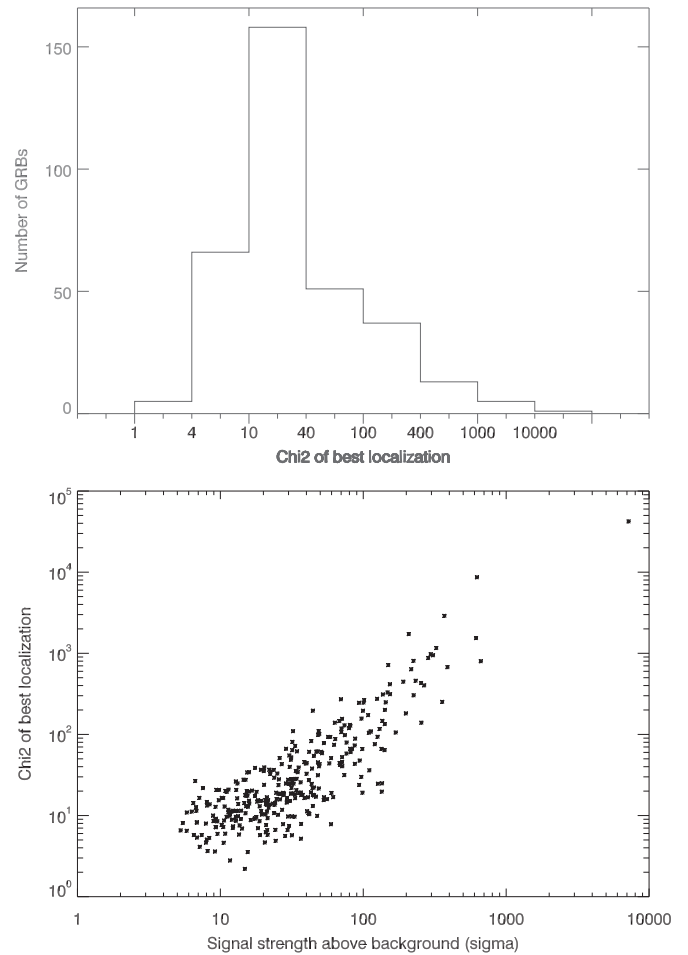 150
100
50
0
Number of GRBs
1 4 10 40 100 400 1000 10000
Chi2 of best localization
10^5
10^4
10^3
10^2
10^1
10^0
Chi2 of best localization
1 10 100 1000 10000
Signal strength above background (sigma)